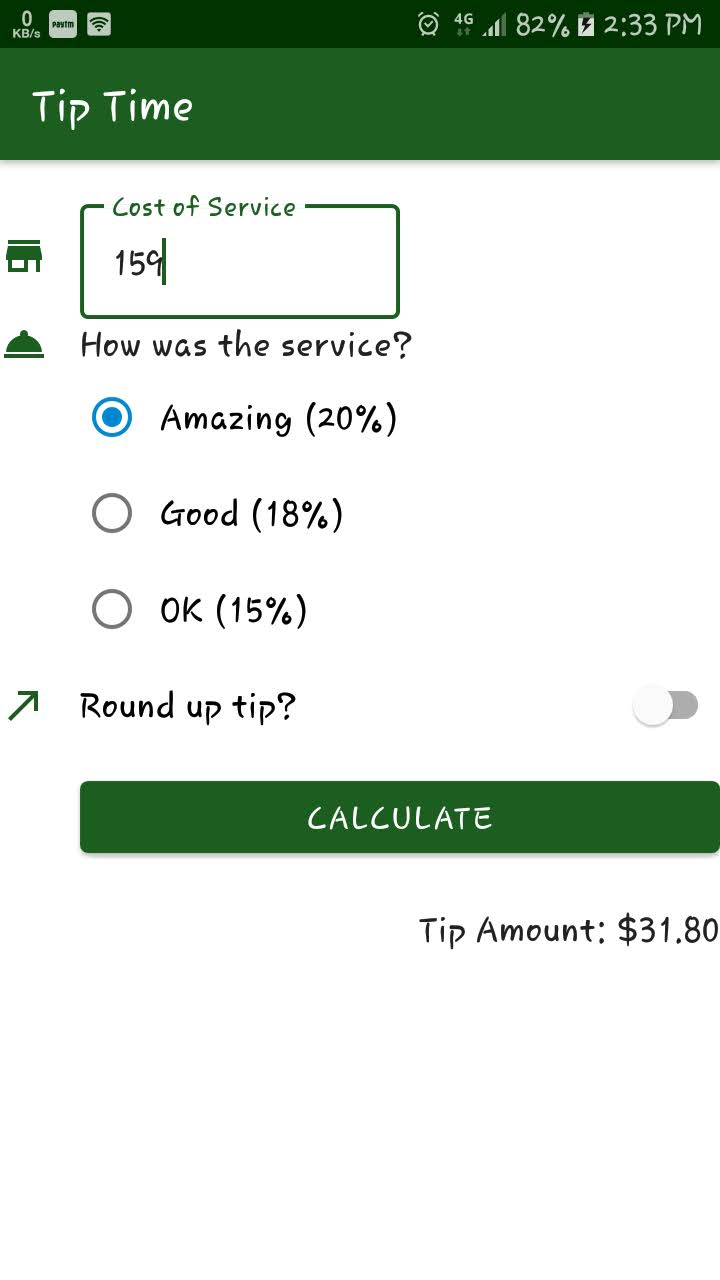 0 KB/s paytm 4G 82% 2:33 PM
Tip Time
Cost of Service
159
How was the service?
Amazing (20%)
Good (18%)
OK (15%)
Round up tip?
CALCULATE
Tip Amount: $31.80